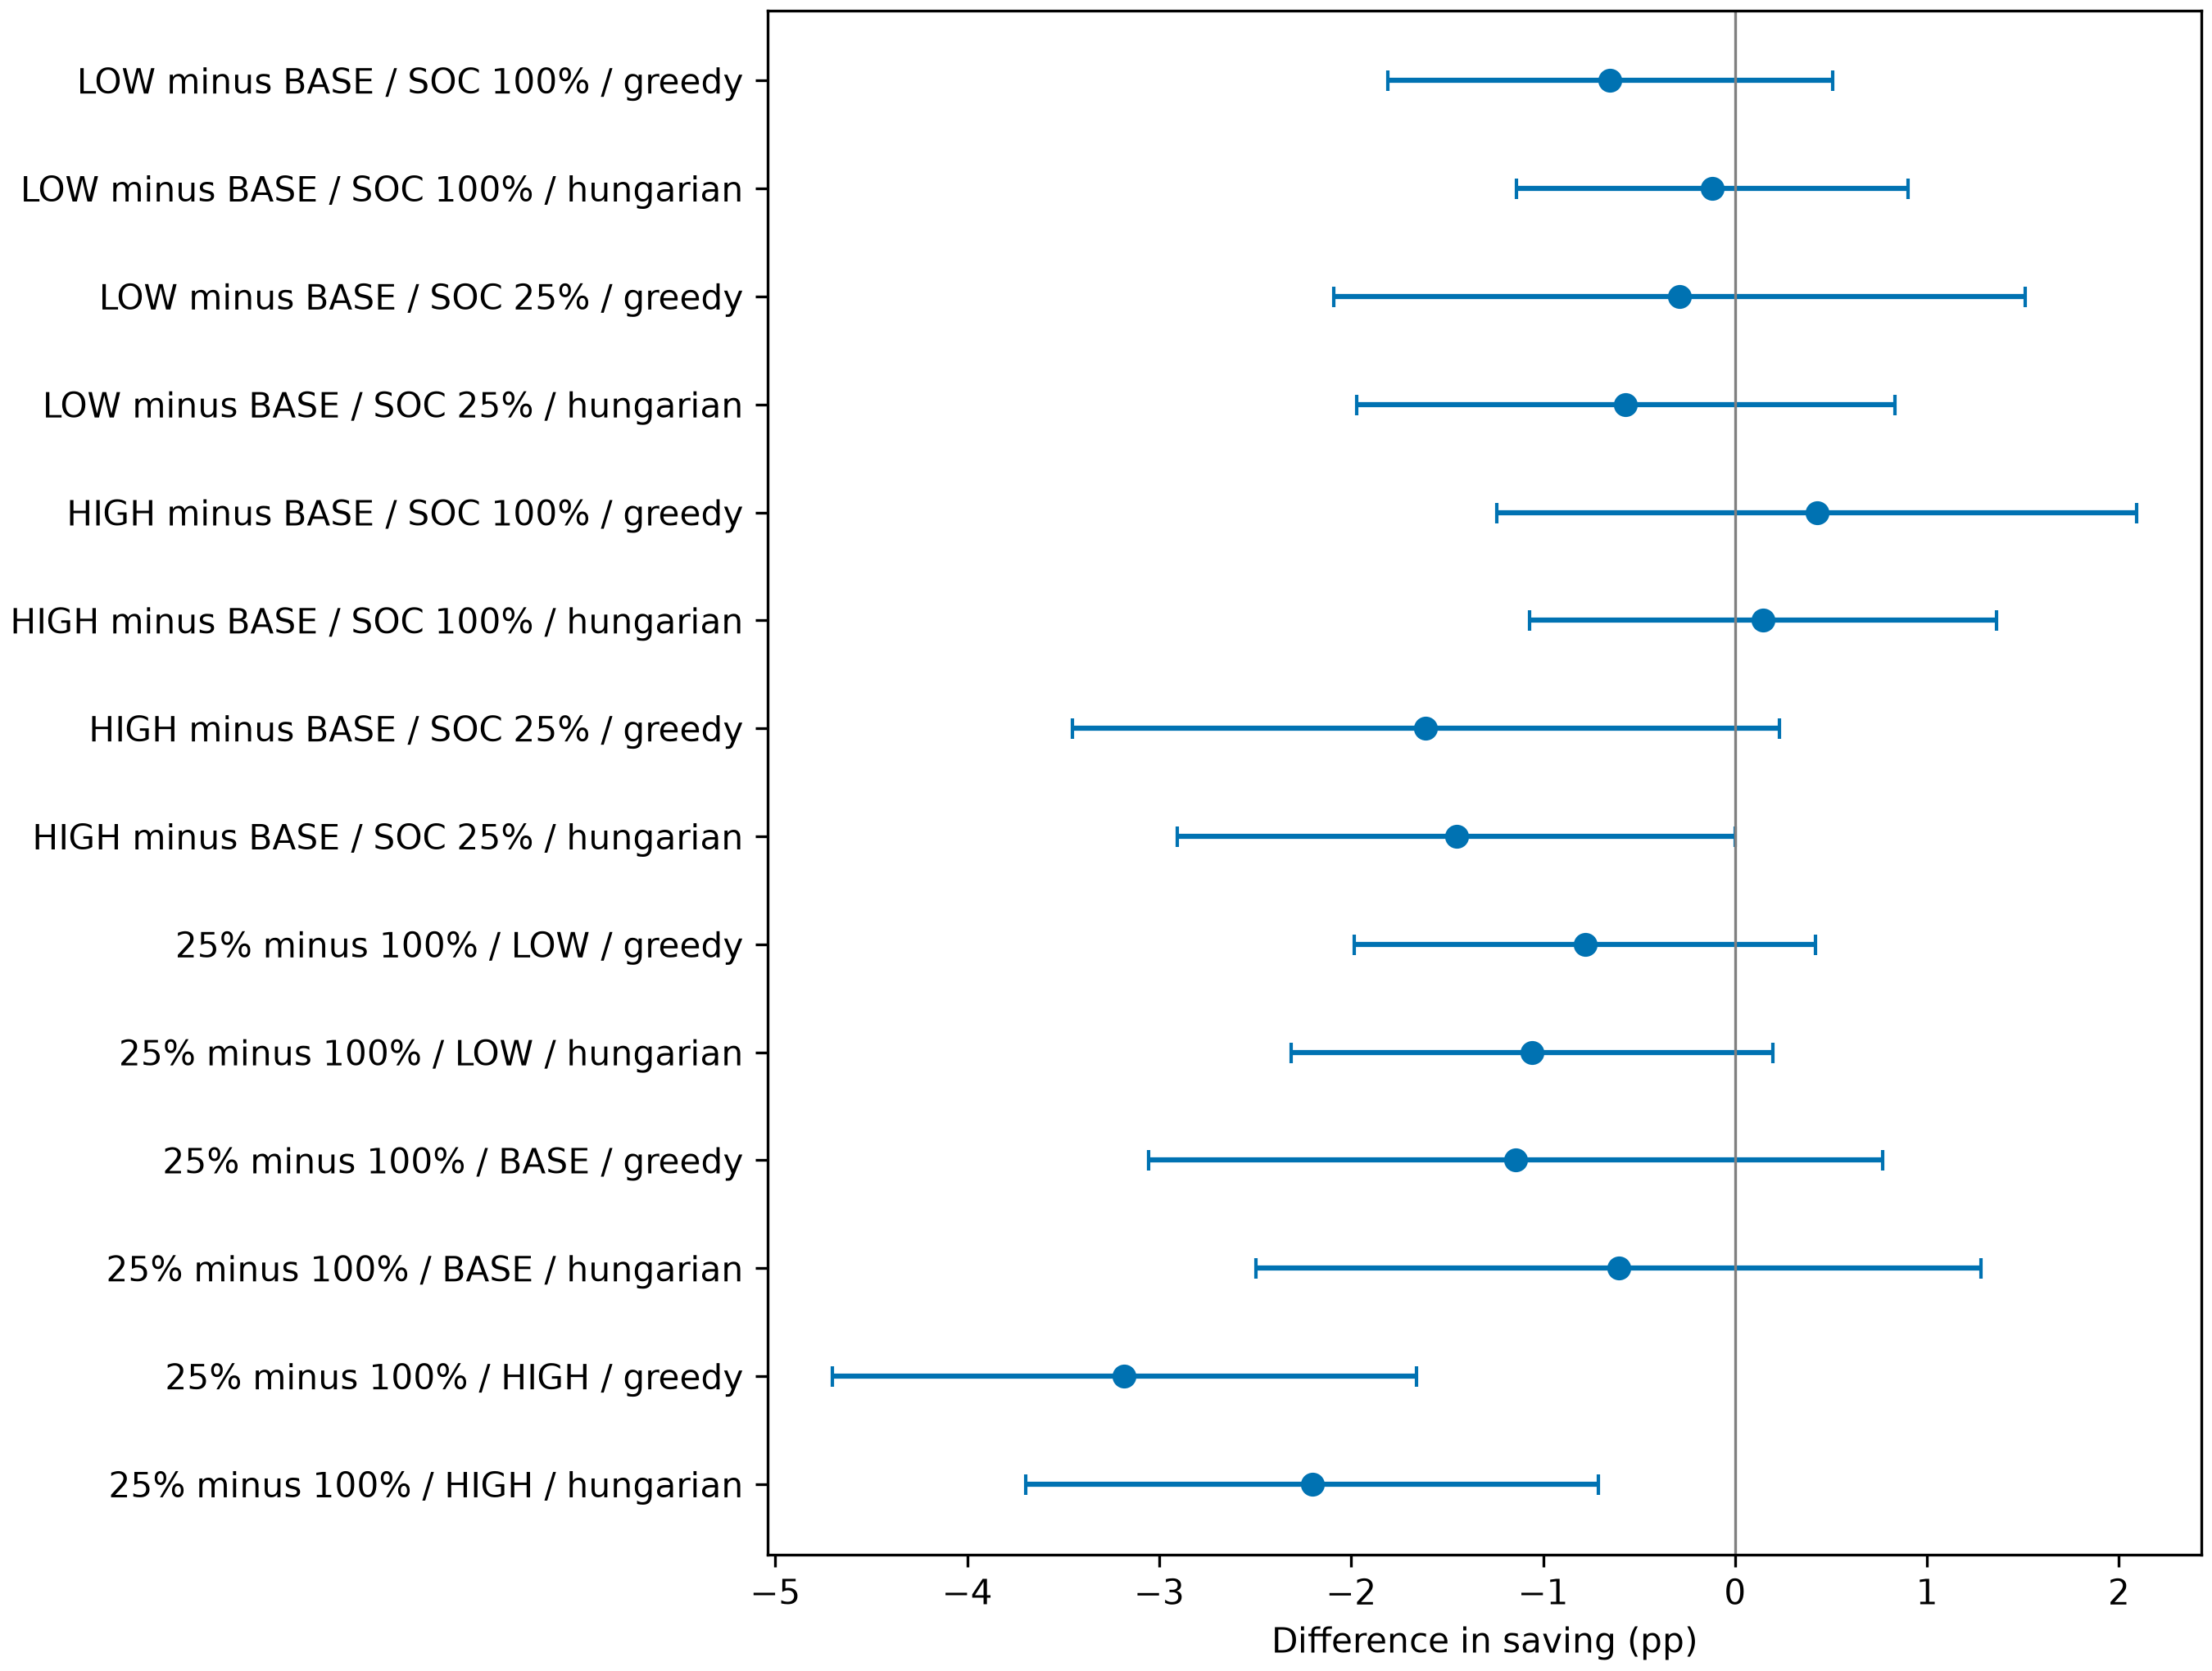 LOW minus BASE / SOC 100% / greedy
LOW minus BASE / SOC 100% / hungarian
LOW minus BASE / SOC 25% / greedy
LOW minus BASE / SOC 25% / hungarian
HIGH minus BASE / SOC 100% / greedy
HIGH minus BASE / SOC 100% / hungarian
HIGH minus BASE / SOC 25% / greedy
HIGH minus BASE / SOC 25% / hungarian
25% minus 100% / LOW / greedy
25% minus 100% / LOW / hungarian
25% minus 100% / BASE / greedy
25% minus 100% / BASE / hungarian
25% minus 100% / HIGH / greedy
25% minus 100% / HIGH / hungarian
−5 −4 −3 −2 −1 0 1 2
Difference in saving (pp)